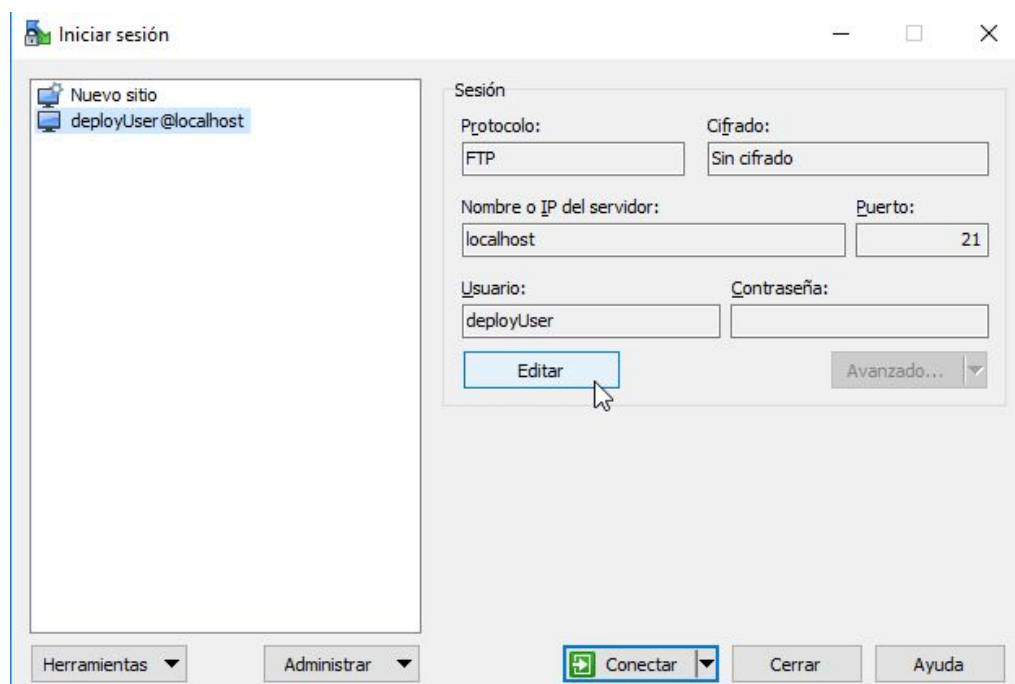 Iniciar sesión
Nuevo sitio
deployUser@localhost
Sesión
Protocolo:
Cifrado:
FTP
Sin cifrado
Nombre o IP del servidor:
Puerto:
localhost
21
Usuario:
Contraseña:
deployUser
Editar
Avanzado...
Herramientas
Administrar
Conectar
Cerrar
Ayuda